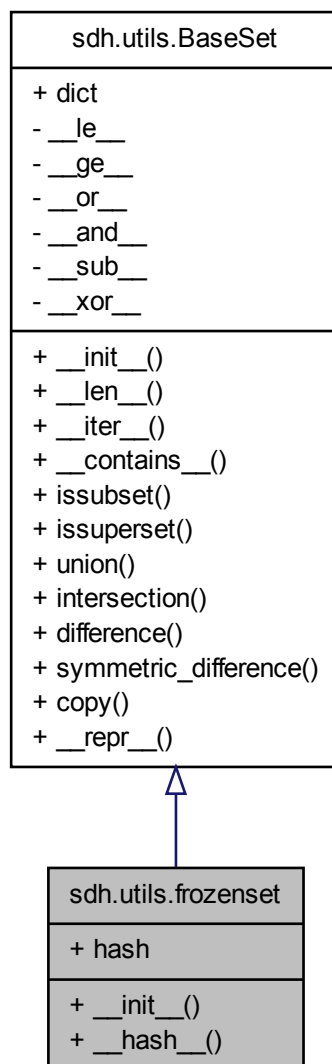 sdh.utils.BaseSet
+ dict
- __le__
- __ge__
- __or__
- __and__
- __sub__
- __xor__
+ __init__()
+ __len__()
+ __iter__()
+ __contains__()
+ issubset()
+ issuperset()
+ union()
+ intersection()
+ difference()
+ symmetric_difference()
+ copy()
+ __repr__()
sdh.utils.frozenset
+ hash
+ __init__()
+ __hash__()